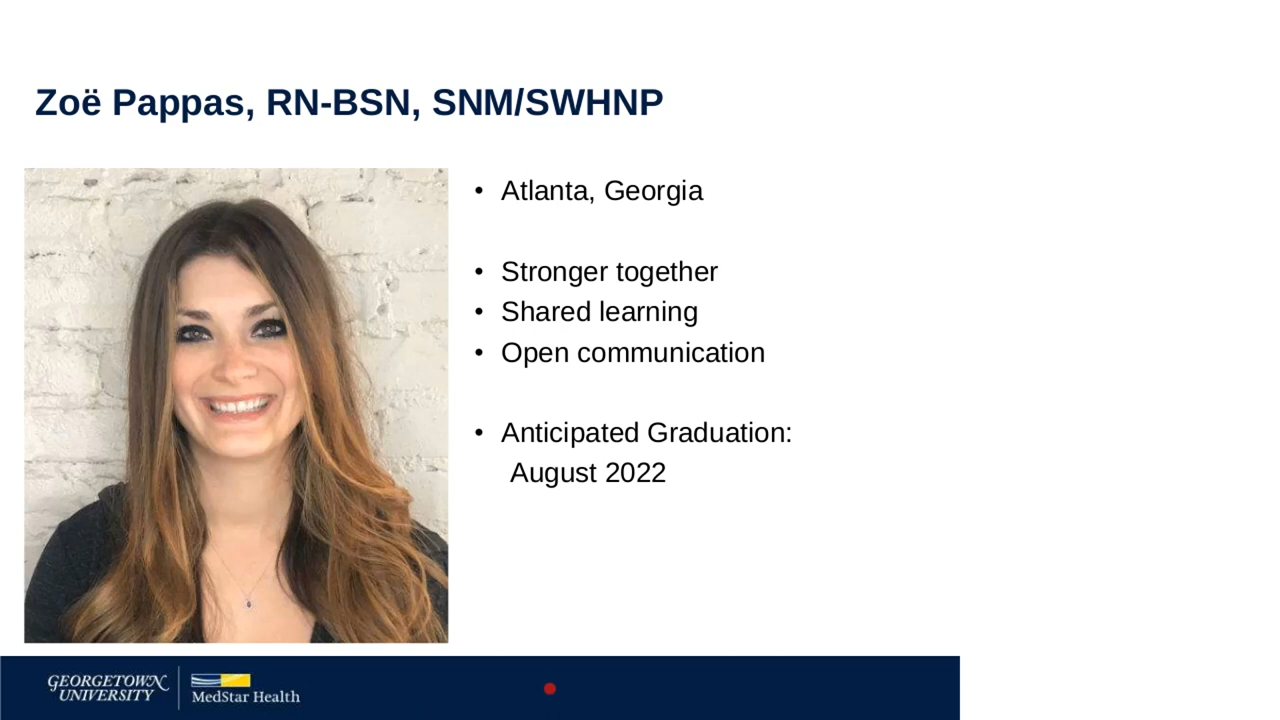 Zoë Pappas, RN-BSN, SNM/SWHNP
• Atlanta, Georgia
• Stronger together
• Shared learning
• Open communication
• Anticipated Graduation:
August 2022
GEORGETOWN
UNIVERSITY
MedStar Health